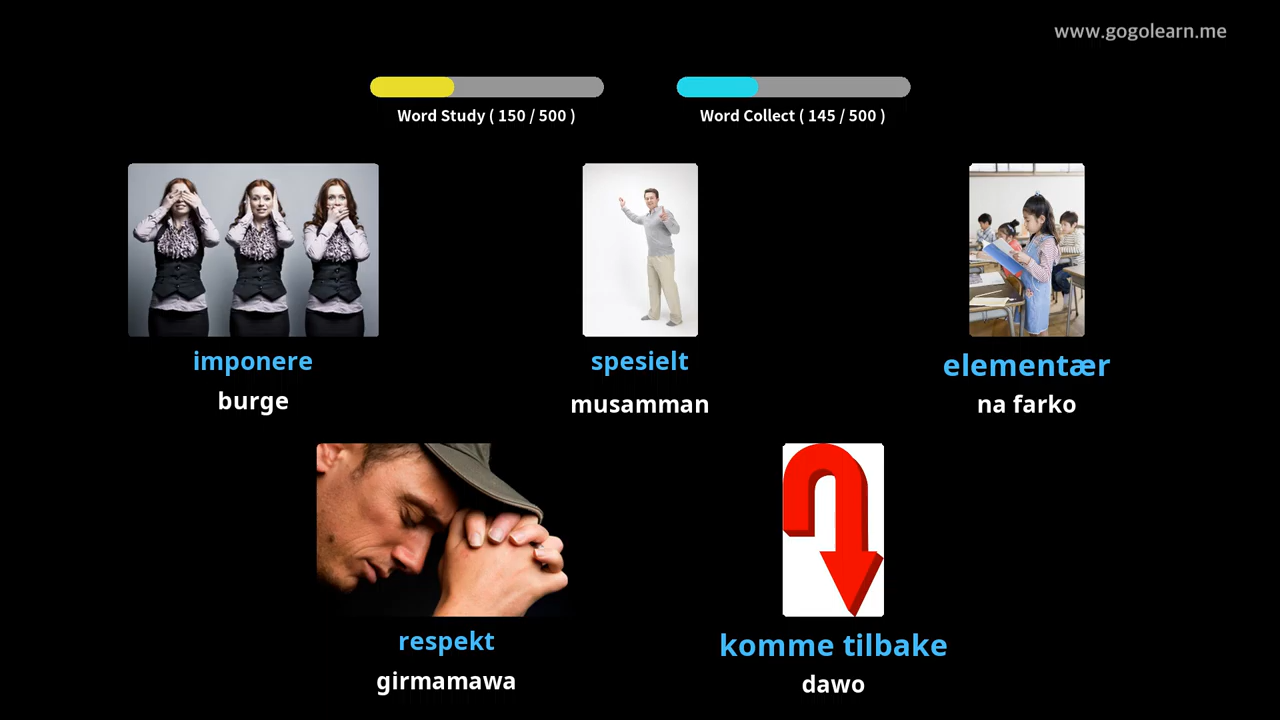 www.gogolearn.me
Word Study ( 150 / 500 )
Word Collect ( 145 / 500 )
imponere
burge
spesielt
musamman
elementær
na farko
respekt
girmamawa
komme tilbake
dawo